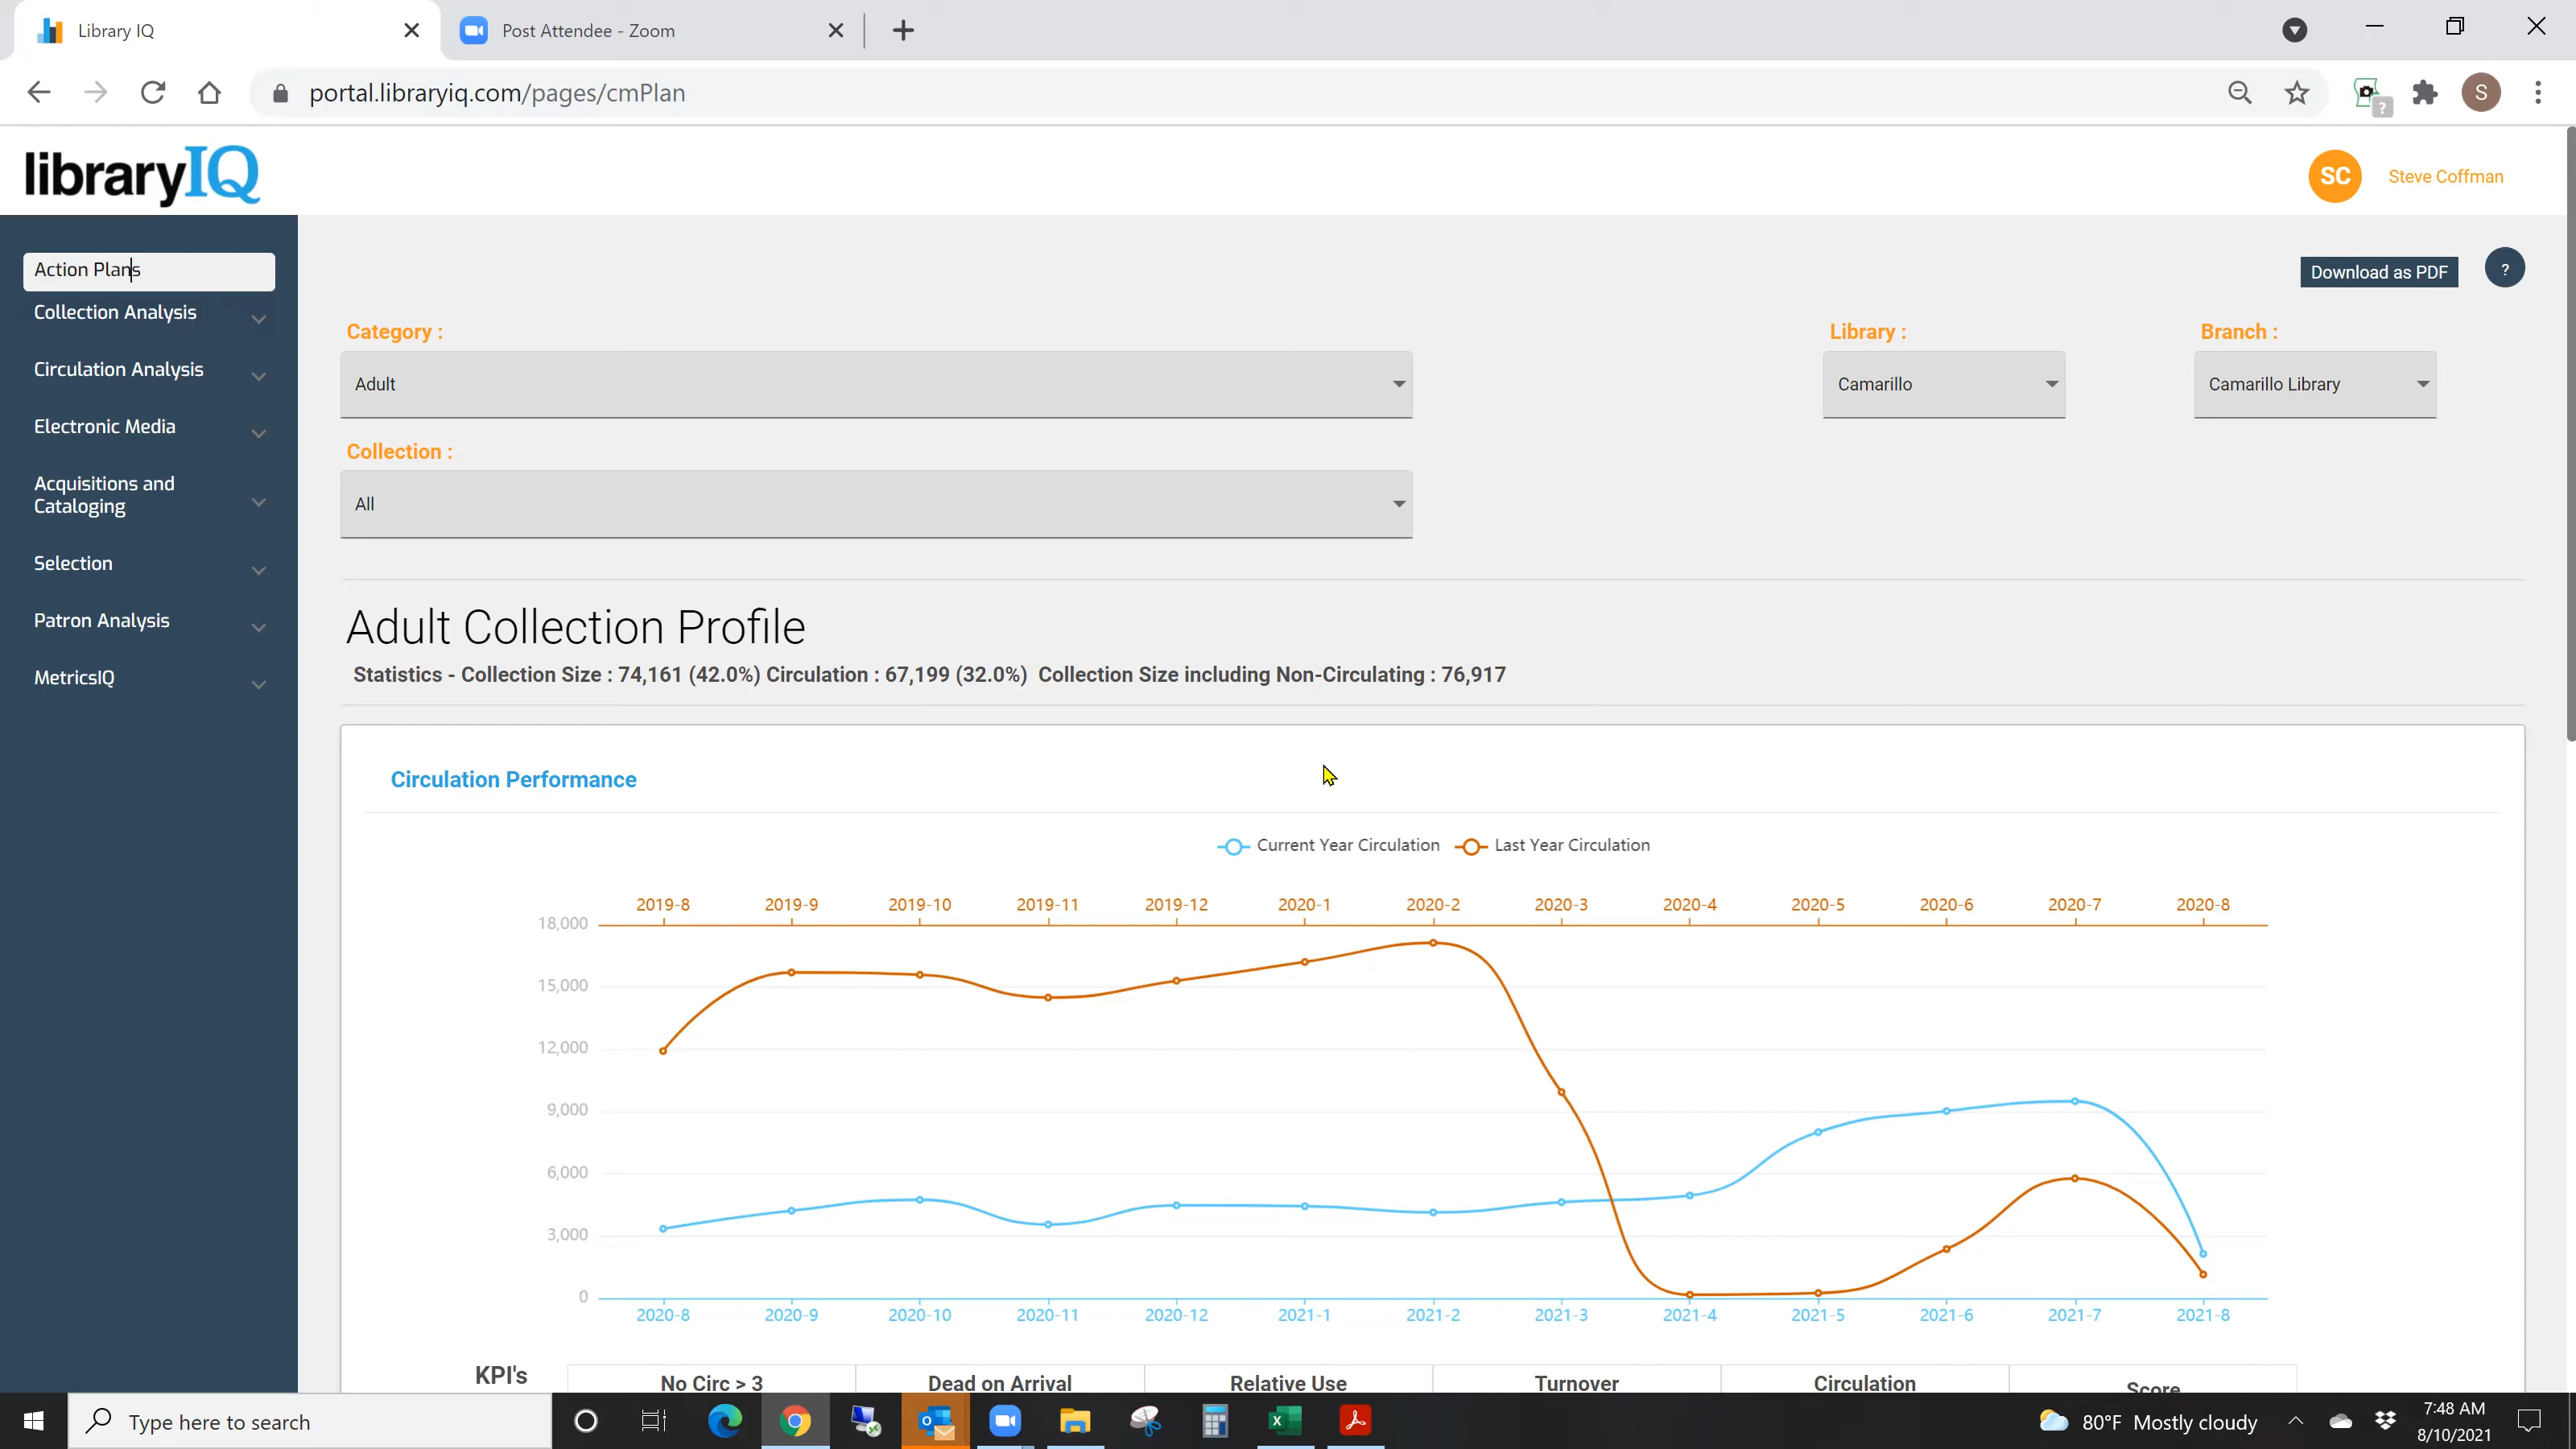 Library IQ
Post Attendee - Zoom
portal.libraryiq.com/pages/cmPlan
S
?
libraryIQ
SC
Steve Coffman
Action Plans
Download as PDF
?
Collection Analysis
Circulation Analysis
Electronic Media
Acquisitions and
Cataloging
Selection
Patron Analysis
MetricsIQ
Category :
Library :
Branch :
Adult
Camarillo
Camarillo Library
Collection :
All
Adult Collection Profile
Statistics - Collection Size : 74,161 (42.0%) Circulation : 67,199 (32.0%) Collection Size including Non-Circulating : 76,917
Circulation Performance
Current Year Circulation Last Year Circulation
2019-8 2019-9 2019-10 2019-11 2019-12 2020-1 2020-2 2020-3 2020-4 2020-5 2020-6 2020-7 2020-8
18,000
15,000
12,000
9,000
6,000
3,000
0
2020-8 2020-9 2020-10 2020-11 2020-12 2021-1 2021-2 2021-3 2021-4 2021-5 2021-6 2021-7 2021-8
KPI's No Circ > 3 Dead on Arrival Relative Use Turnover Circulation Score
Type here to search
80°F Mostly cloudy
7:48 AM
8/10/2021